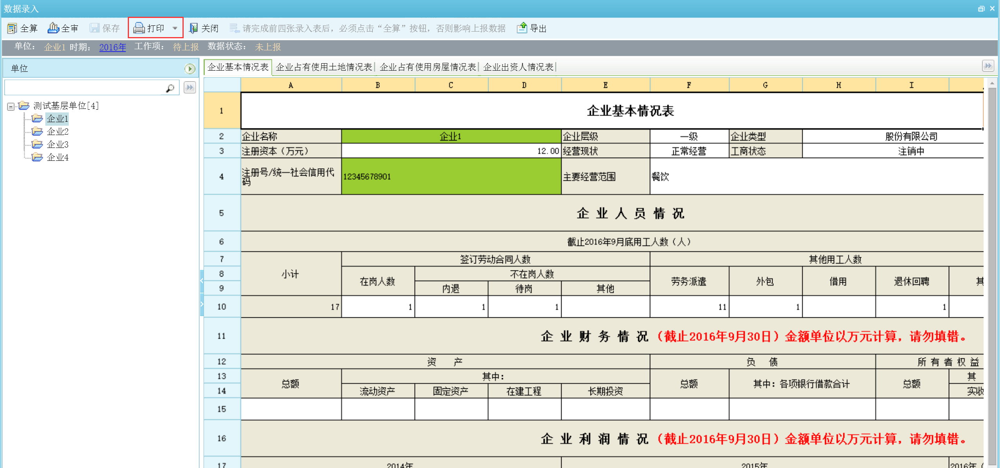 数据录入
全算 全审 保存 打印 关闭 请完成前四张录入表后，必须点击“全算”按钮，否则影响上报数据 导出
单位： 企业1 时期： 2016年 工作项： 待上报 数据状态： 未上报
单位
测试基层单位[4]
企业1
企业2
企业3
企业4
企业基本情况表 企业占有使用土地情况表 企业占有使用房屋情况表 企业出资人情况表
A B C D E F G H I
1 企业基本情况表
2 企业名称 企业1 企业层级 一级 企业类型 股份有限公司
3 注册资本（万元） 12.00 经营现状 正常经营 工商状态 注销中
4 注册号/统一社会信用代
码 12345678901 主要经营范围 餐饮
5 企 业 人 员 情 况
6 截止2016年9月底用工人数（人）
7 小计 签订劳动合同人数 其他用工人数
8 在岗人数 不在岗人数 劳务派遣 外包 借用 退休回聘 其
9 内退 待岗 其他
10 17 1 1 1 11 1 1
11 企 业 财 务 情 况（截止2016年9月30日）金额单位以万元计算，请勿填错。
12 资 产 负 债 所 有 者 权 益
13 总额 其中： 总额 其中：各项银行借款合计 总额 其
14 流动资产 固定资产 在建工程 长期投资 实收
15
16 企 业 利 润 情 况（截止2016年9月30日）金额单位以万元计算，请勿填错。
17 2014年 2015年 2016年（